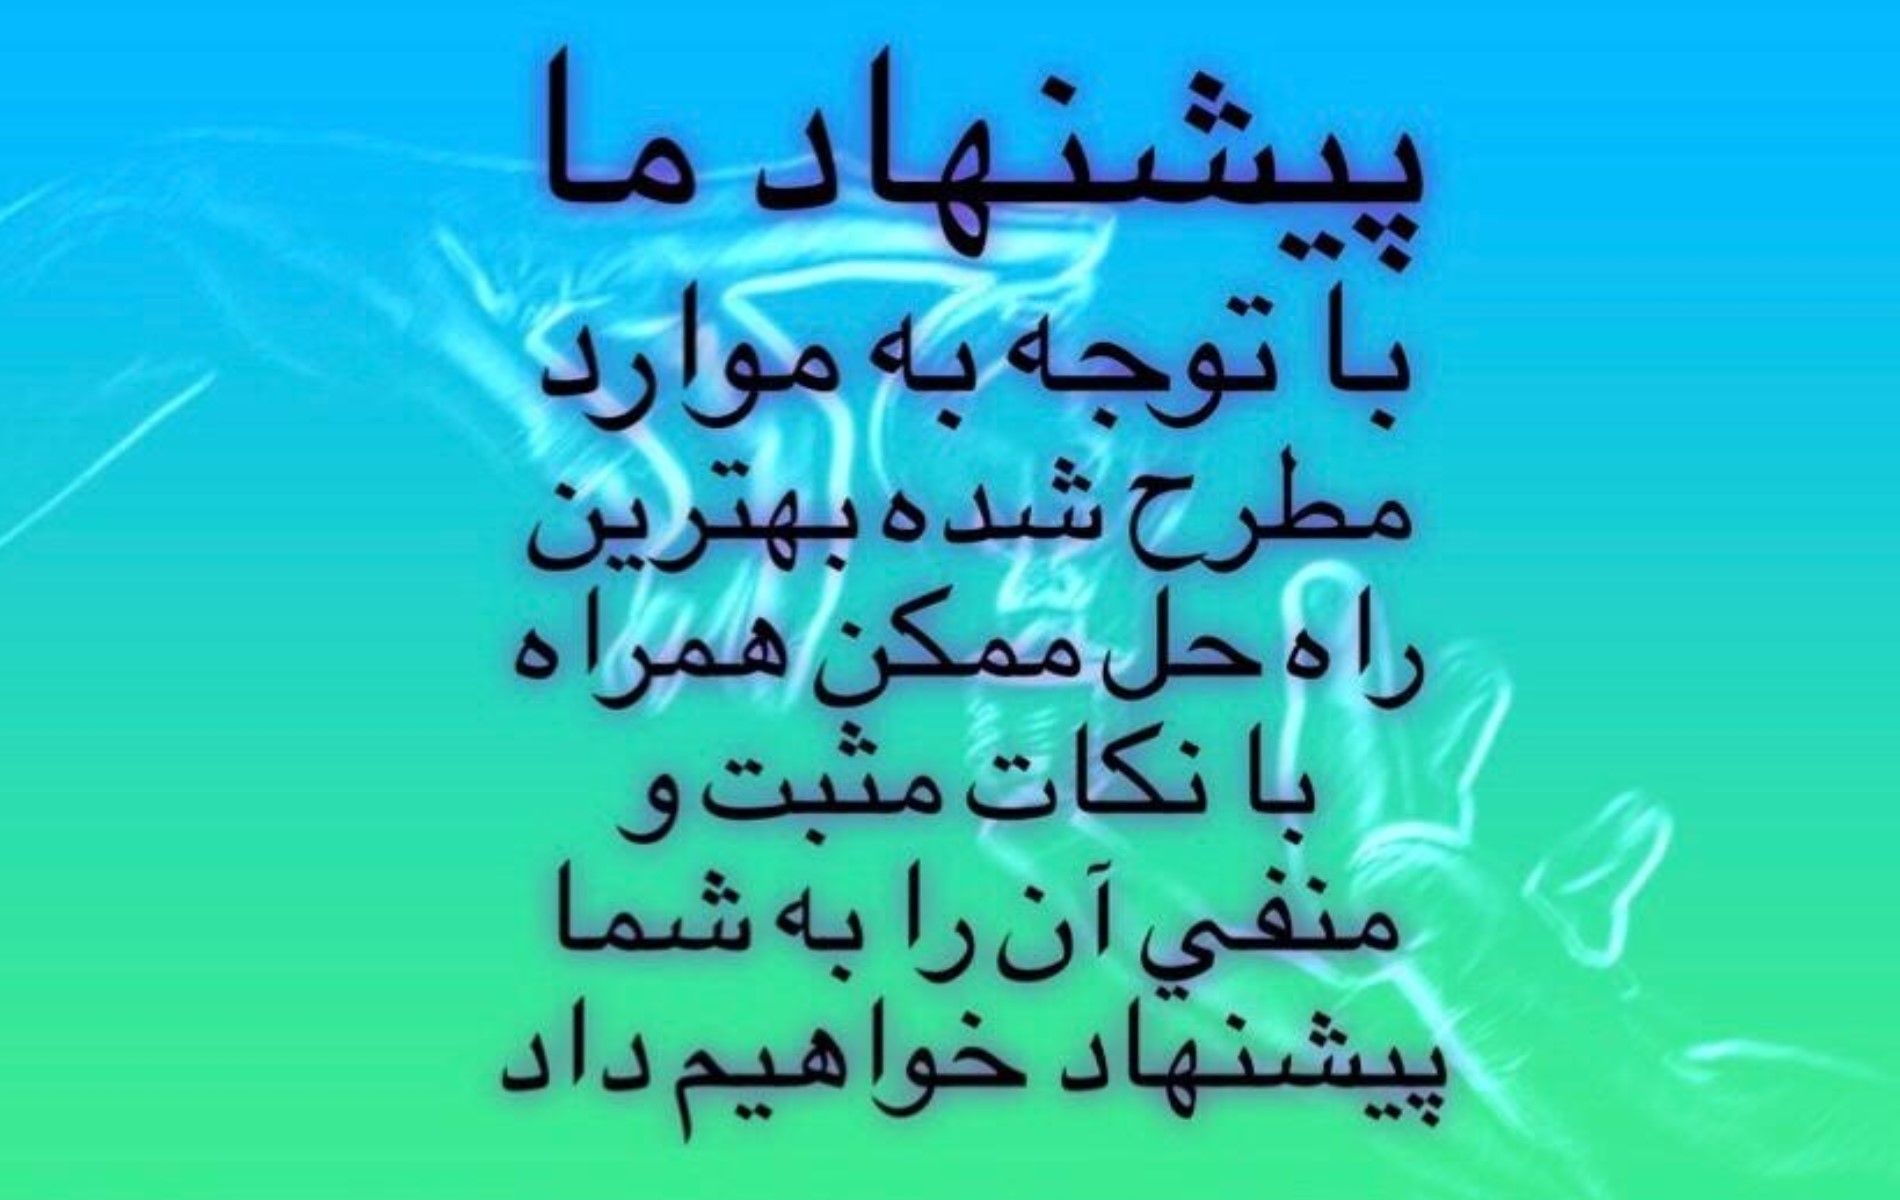 پیشنهاد ما
با توجه به موارد
مطرح شده بهترین
راه حل ممکن همراه
با نکات مثبت و
منفي آن را به شما
پیشنهاد خواهیم داد